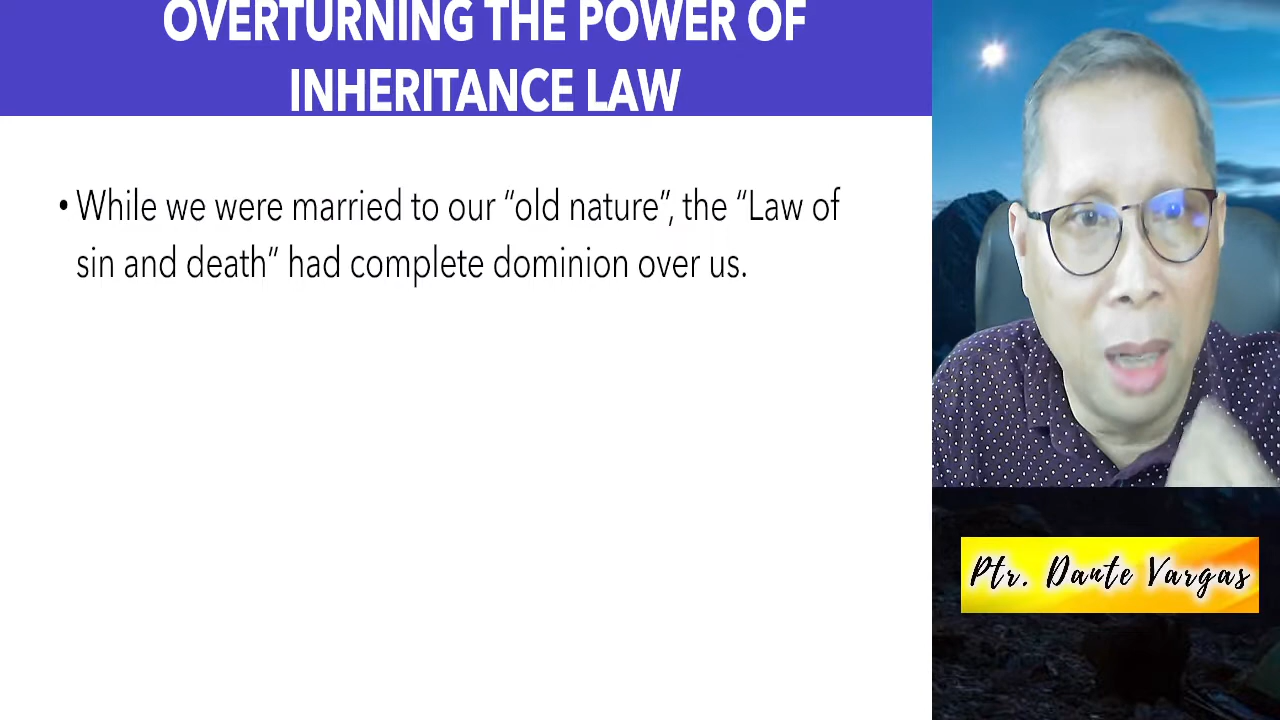 OVERTURNING THE POWER OF
INHERITANCE LAW
• While we were married to our “old nature”, the “Law of
sin and death” had complete dominion over us.
Ptr. Dante Vargas